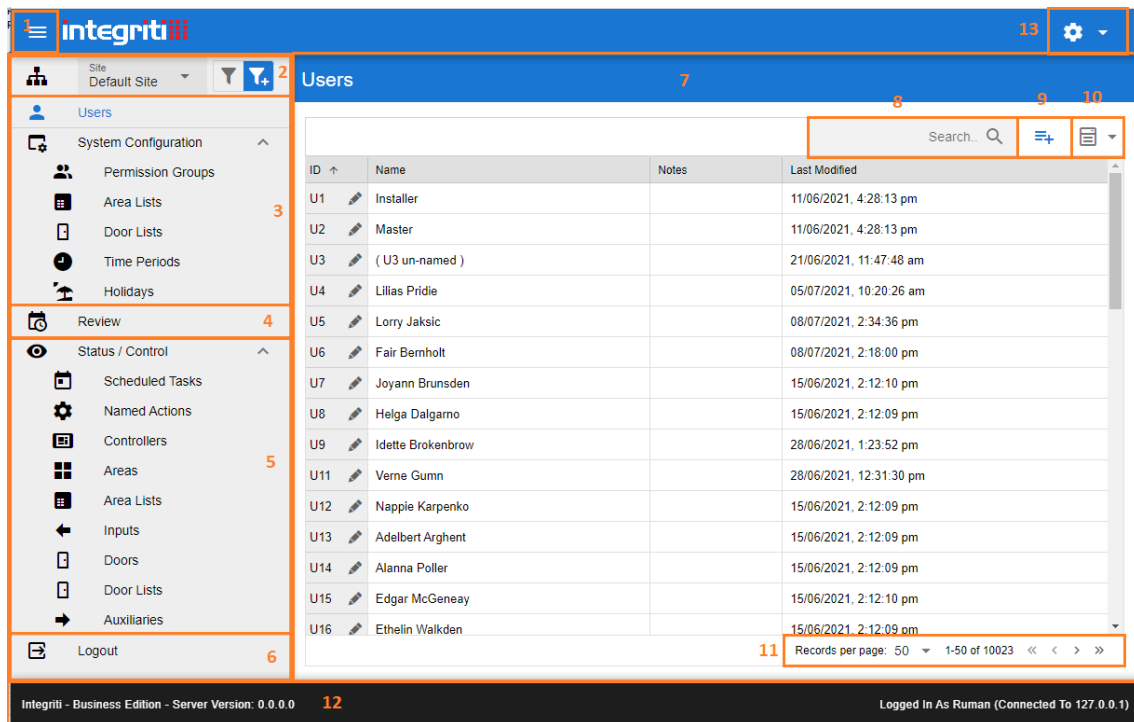 1 integriti 13
Site
Default Site
2
Users
7
Users
8
9
10
System Configuration
Search..
Permission Groups
ID Name Notes Last Modified
Area Lists
3
U1 Installer 11/06/2021, 4:28:13 pm
Door Lists
U2 Master 11/06/2021, 4:28:13 pm
Time Periods
U3 ( U3 un-named ) 21/06/2021, 11:47:48 am
Holidays
U4 Lilias Pridie 05/07/2021, 10:20:26 am
Review 4
U5 Lorry Jaksic 08/07/2021, 2:34:36 pm
Status / Control
U6 Fair Bernholt 08/07/2021, 2:18:00 pm
Scheduled Tasks
U7 Joyann Brunsden 15/06/2021, 2:12:10 pm
Named Actions
U8 Helga Dalgarno 15/06/2021, 2:12:09 pm
Controllers
U9 Idette Brokenbrow 28/06/2021, 1:23:52 pm
5
Areas
U11 Verne Gumn 28/06/2021, 12:31:30 pm
Area Lists
U12 Nappie Karpenko 15/06/2021, 2:12:09 pm
Inputs
U13 Adelbert Arghent 15/06/2021, 2:12:09 pm
Doors
U14 Alanna Poller 15/06/2021, 2:12:09 pm
Door Lists
U15 Edgar McGeneay 15/06/2021, 2:12:10 pm
Auxiliaries
U16 Ethelin Walkden 15/06/2021, 2:12:09 pm
Logout 6
11 Records per page: 50 1-50 of 10023
Integriti - Business Edition - Server Version: 0.0.0.0 12 Logged In As Ruman (Connected To 127.0.0.1)